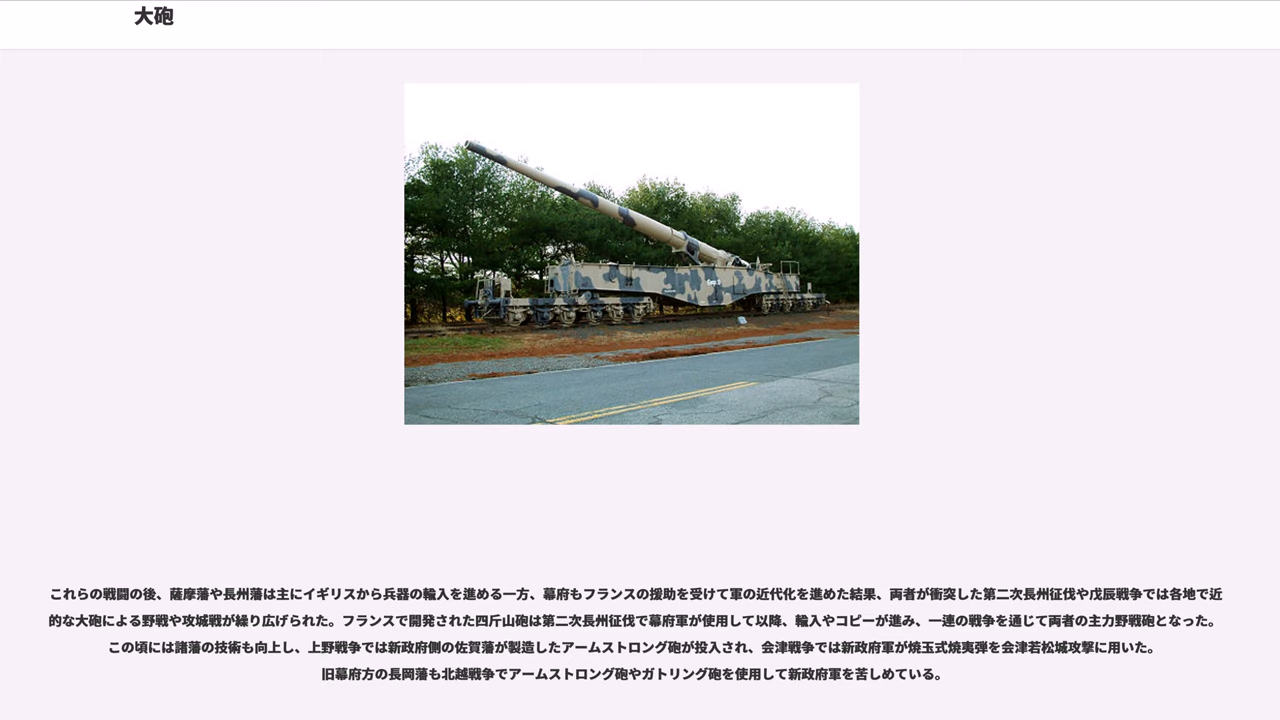 大砲
これらの戦闘の後、薩摩藩や長州藩は主にイギリスから兵器の輸入を進める一方、幕府もフランスの援助を受けて軍の近代化を進めた結果、両者が衝突した第二次長州征伐や戊辰戦争では各地で近
的な大砲による野戦や攻城戦が繰り広げられた。フランスで開発された四斤山砲は第二次長州征伐で幕府軍が使用して以降、輸入やコピーが進み、一連の戦争を通じて両者の主力野戦砲となった。
この頃には諸藩の技術も向上し、上野戦争では新政府側の佐賀藩が製造したアームストロング砲が投入され、会津戦争では新政府軍が焼玉式焼夷弾を会津若松城攻撃に用いた。
旧幕府方の長岡藩も北越戦争でアームストロング砲やガトリング砲を使用して新政府軍を苦しめている。